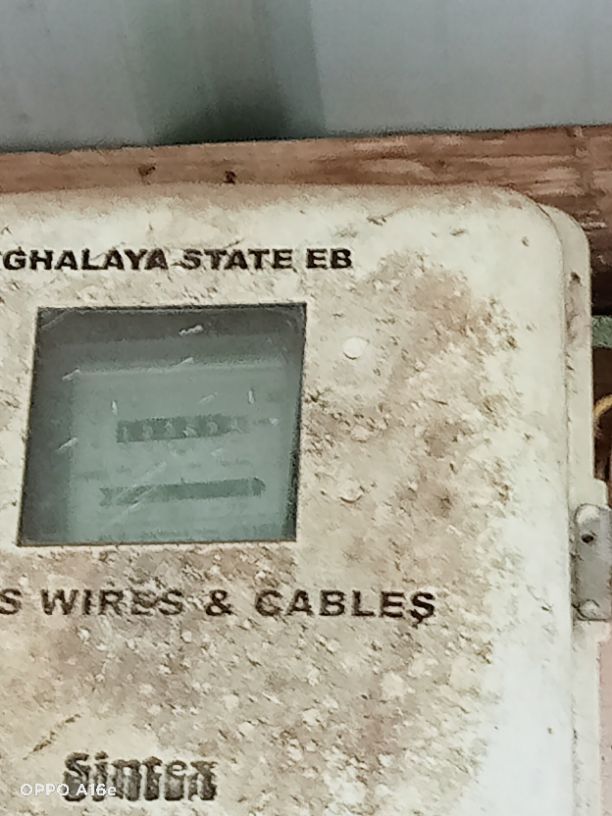 GHALAYA STATE EB
S WIRES & CABLES
Sintex
OPPO A16e